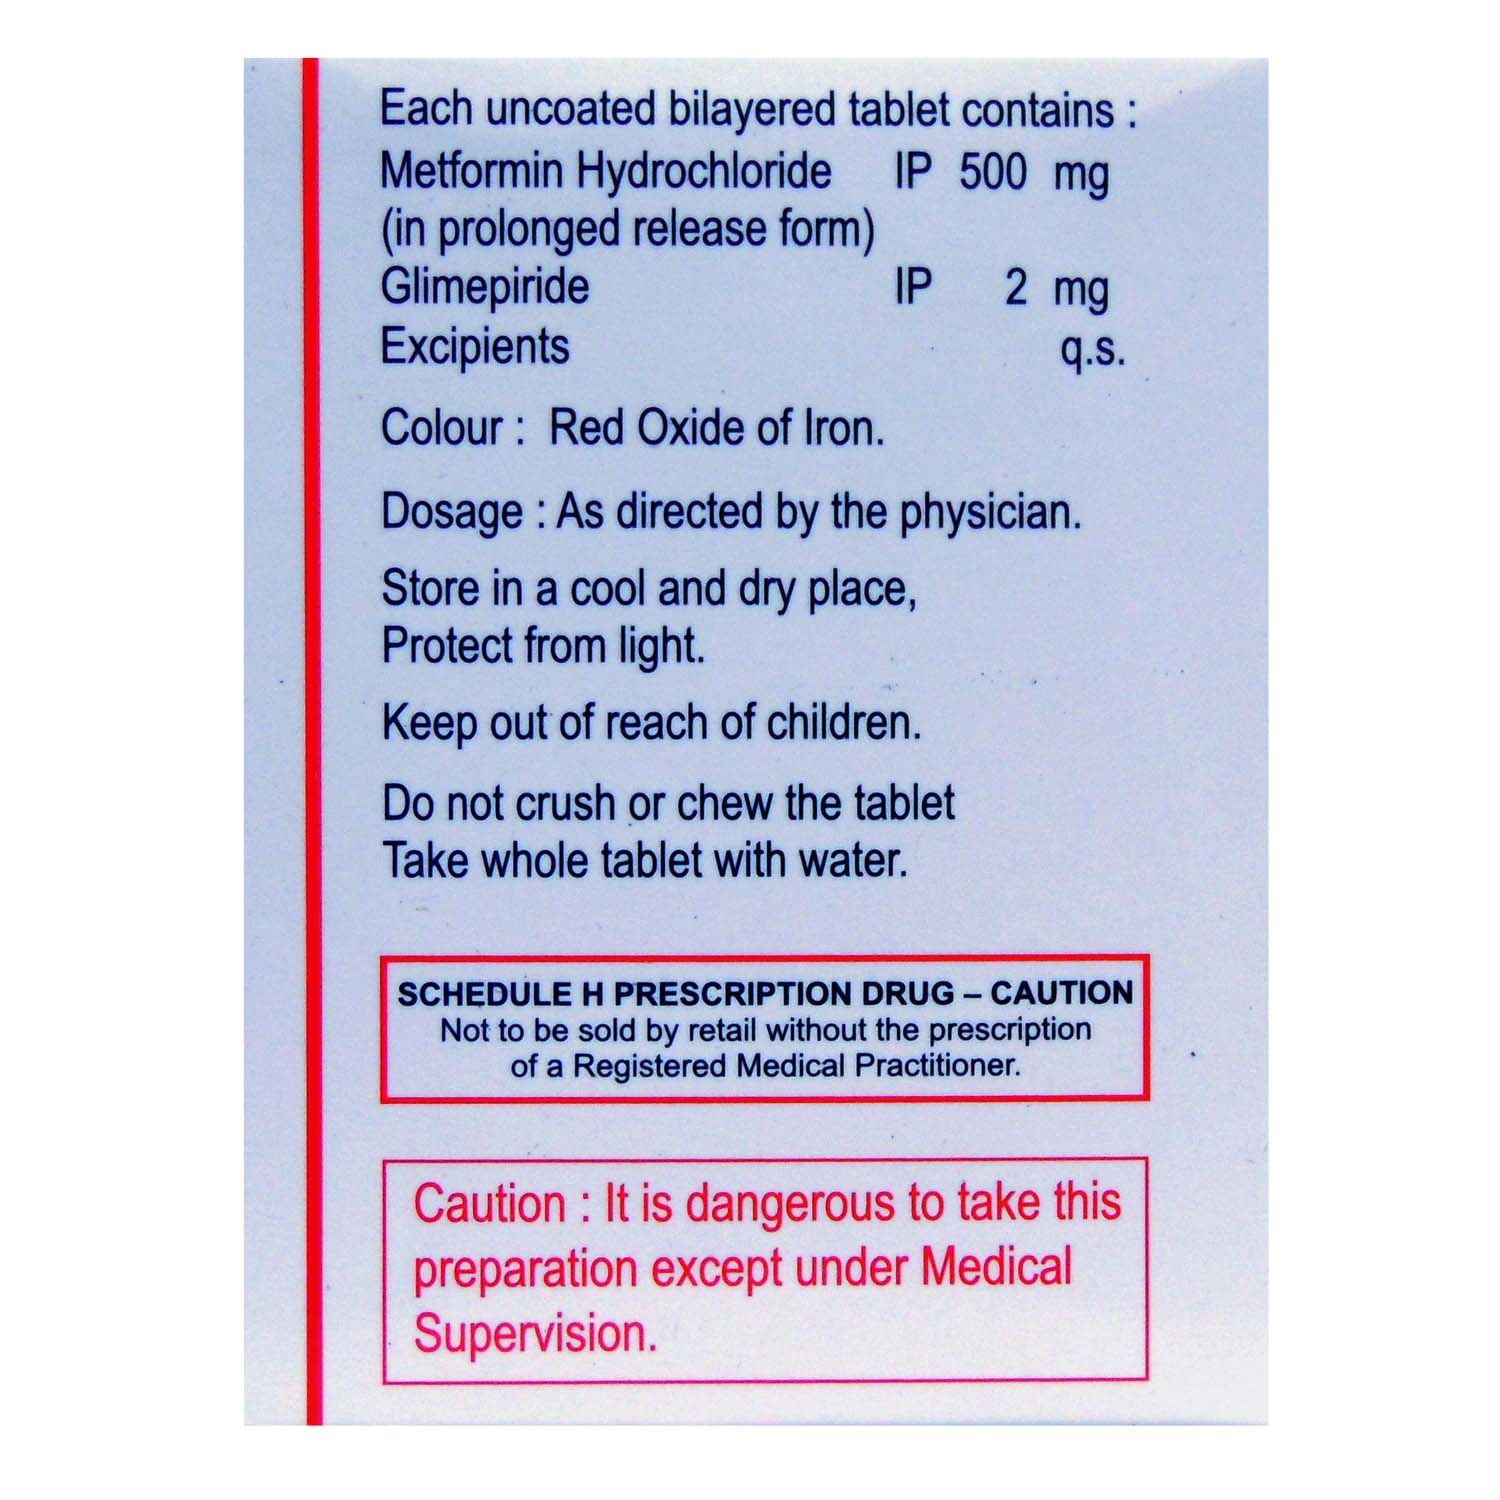 Each uncoated bilayered tablet contains :
Metformin Hydrochloride IP 500 mg
(in prolonged release form)
Glimepiride IP 2 mg
Excipients q.s.
Colour : Red Oxide of Iron.
Dosage : As directed by the physician.
Store in a cool and dry place,
Protect from light.
Keep out of reach of children.
Do not crush or chew the tablet
Take whole tablet with water.
SCHEDULE H PRESCRIPTION DRUG – CAUTION
Not to be sold by retail without the prescription
of a Registered Medical Practitioner.
Caution : It is dangerous to take this
preparation except under Medical
Supervision.